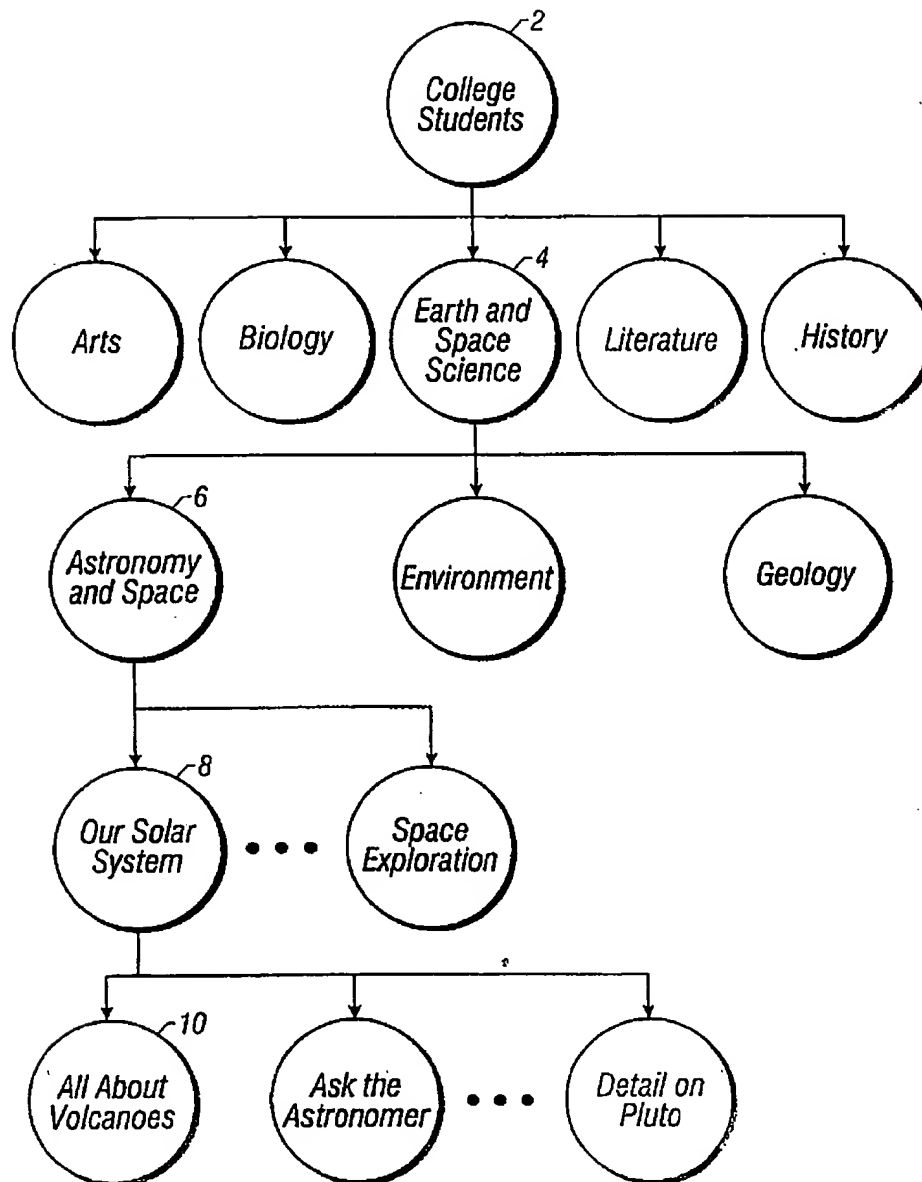 2
College
Students
4
Arts
Biology
Earth and
Space
Science
Literature
History
6
Astronomy
and Space
Environment
Geology
8
Our Solar
System
Space
Exploration
10
All About
Volcanoes
Ask the
Astronomer
Detail on
Pluto